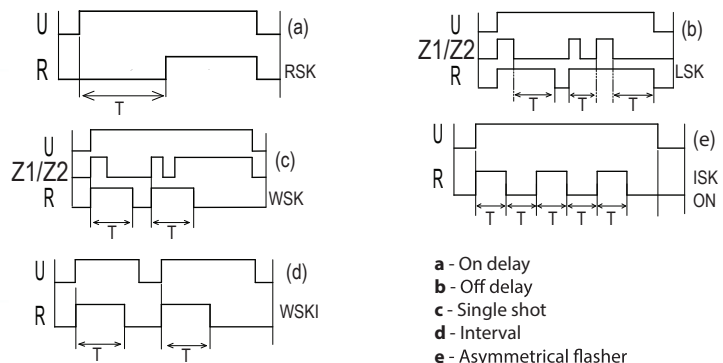 U
(a)
R
RSK
T
U
(b)
Z1/Z2
R
LSK
T T T
U
(c)
Z1/Z2
R
WSK
T T
U
(e)
R
ISK
ON
T T T T T
U
(d)
R
WSKI
T T
a - On delay
b - Off delay
c - Single shot
d - Interval
e - Asymmetrical flasher